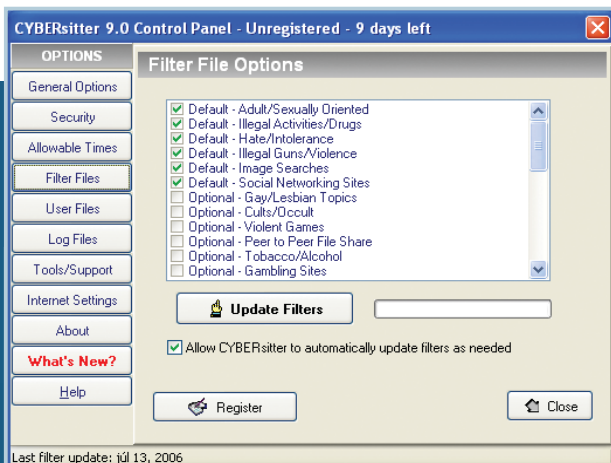 CYBERsitter 9.0 Control Panel - Unregistered - 9 days left
OPTIONS
General Options
Security
Allowable Times
Filter Files
User Files
Log Files
Tools/Support
Internet Settings
About
What's New?
Help
Filter File Options
Default - Adult/Sexually Oriented
Default - Illegal Activities/Drugs
Default - Hate/Intolerance
Default - Illegal Guns/Violence
Default - Image Searches
Default - Social Networking Sites
Optional - Gay/Lesbian Topics
Optional - Cults/Occult
Optional - Violent Games
Optional - Peer to Peer File Share
Optional - Tobacco/Alcohol
Optional - Gambling Sites
Update Filters
Allow CYBERsitter to automatically update filters as needed
Register
Close
Last filter update: júl 13, 2006